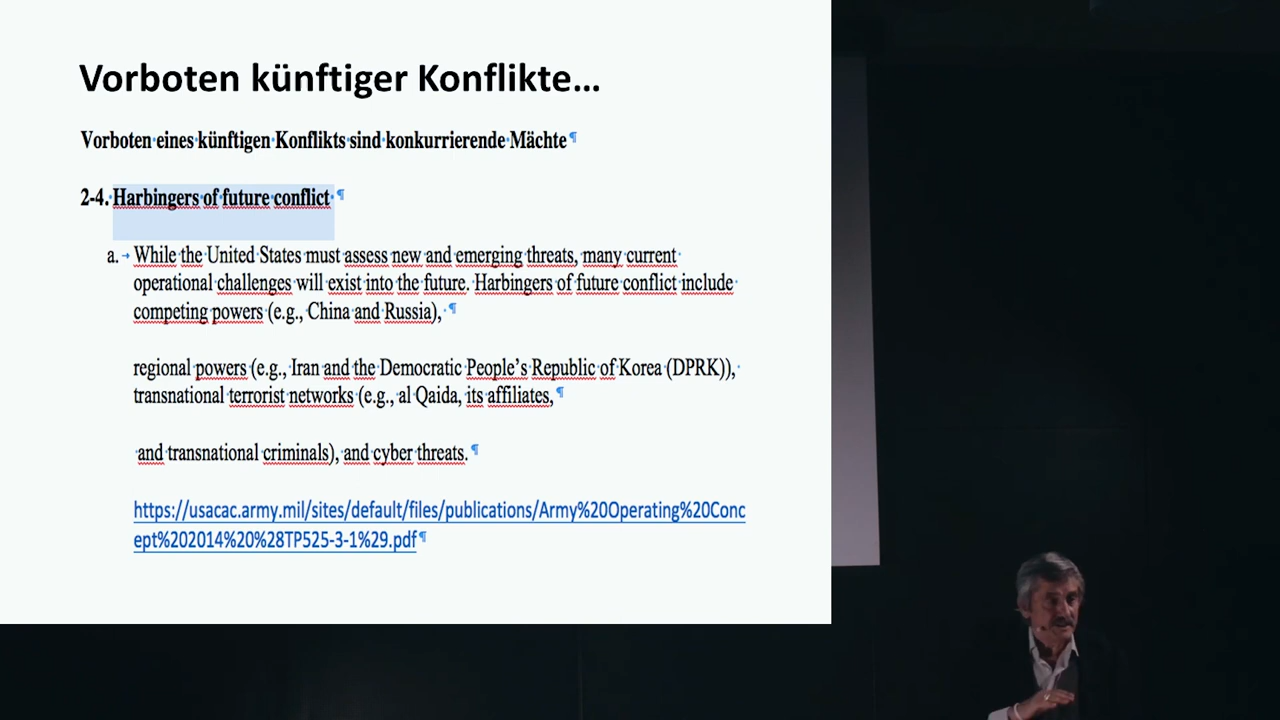 Vorboten künftiger Konflikte...
Vorboten eines künftigen Konflikts sind konkurrierende Mächte¶
2-4. Harbingers of future conflict ¶
a. → While the United States must assess new and emerging threats, many current
operational challenges will exist into the future. Harbingers of future conflict include
competing powers (e.g., China and Russia), ¶
regional powers (e.g., Iran and the Democratic People's Republic of Korea (DPRK)),
transnational terrorist networks (e.g., al Qaida, its affiliates,¶
and transnational criminals), and cyber threats. ¶
https://usacac.army.mil/sites/default/files/publications/Army%20Operating%20Conc
ept%202014%20%28TP525-3-1%29.pdf¶